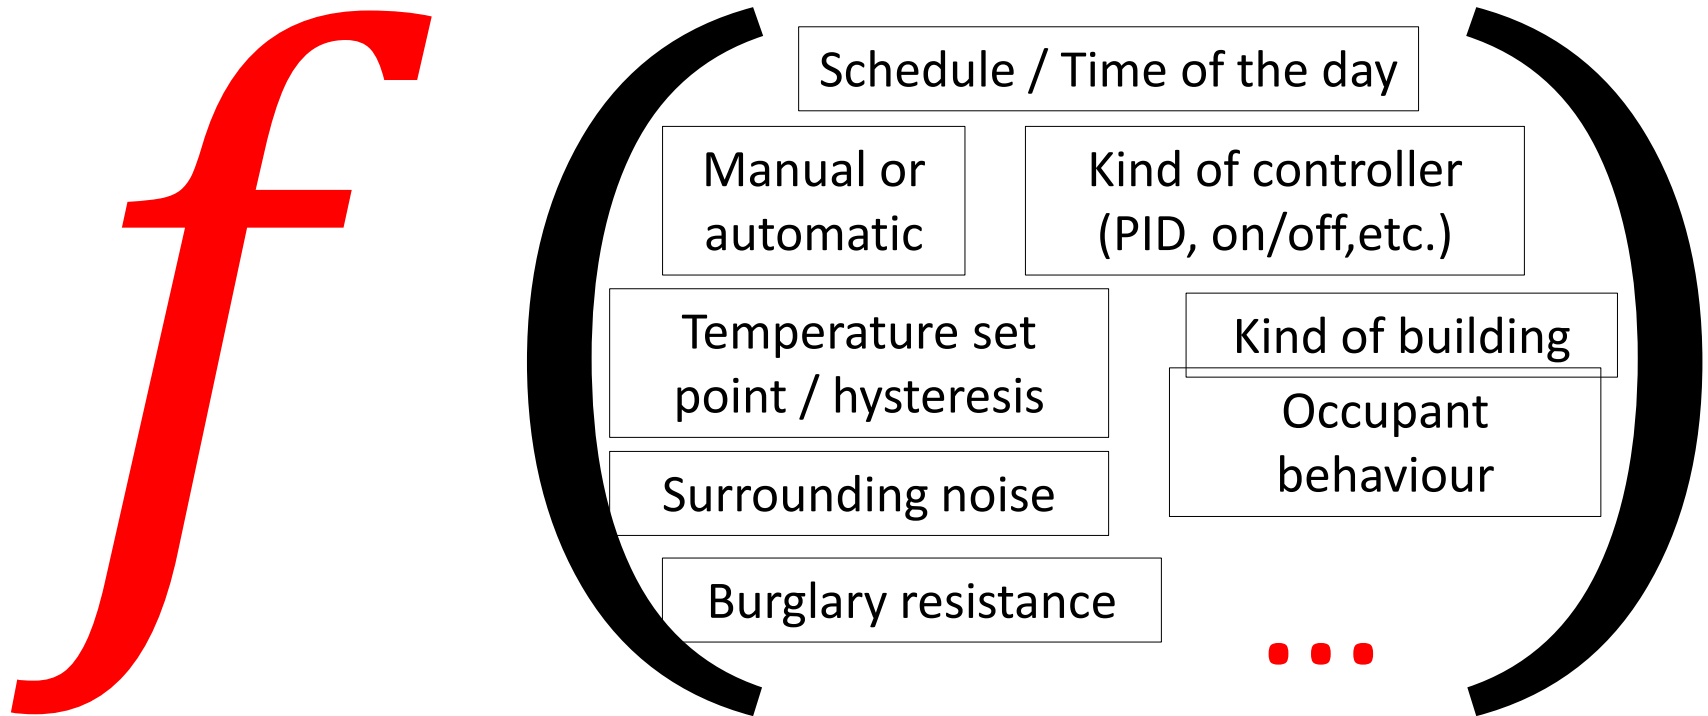 f
(
Schedule / Time of the day
Manual or
automatic
Kind of controller
(PID, on/off,etc.)
Temperature set
point / hysteresis
Kind of building
Occupant
behaviour
Surrounding noise
Burglary resistance
...
)